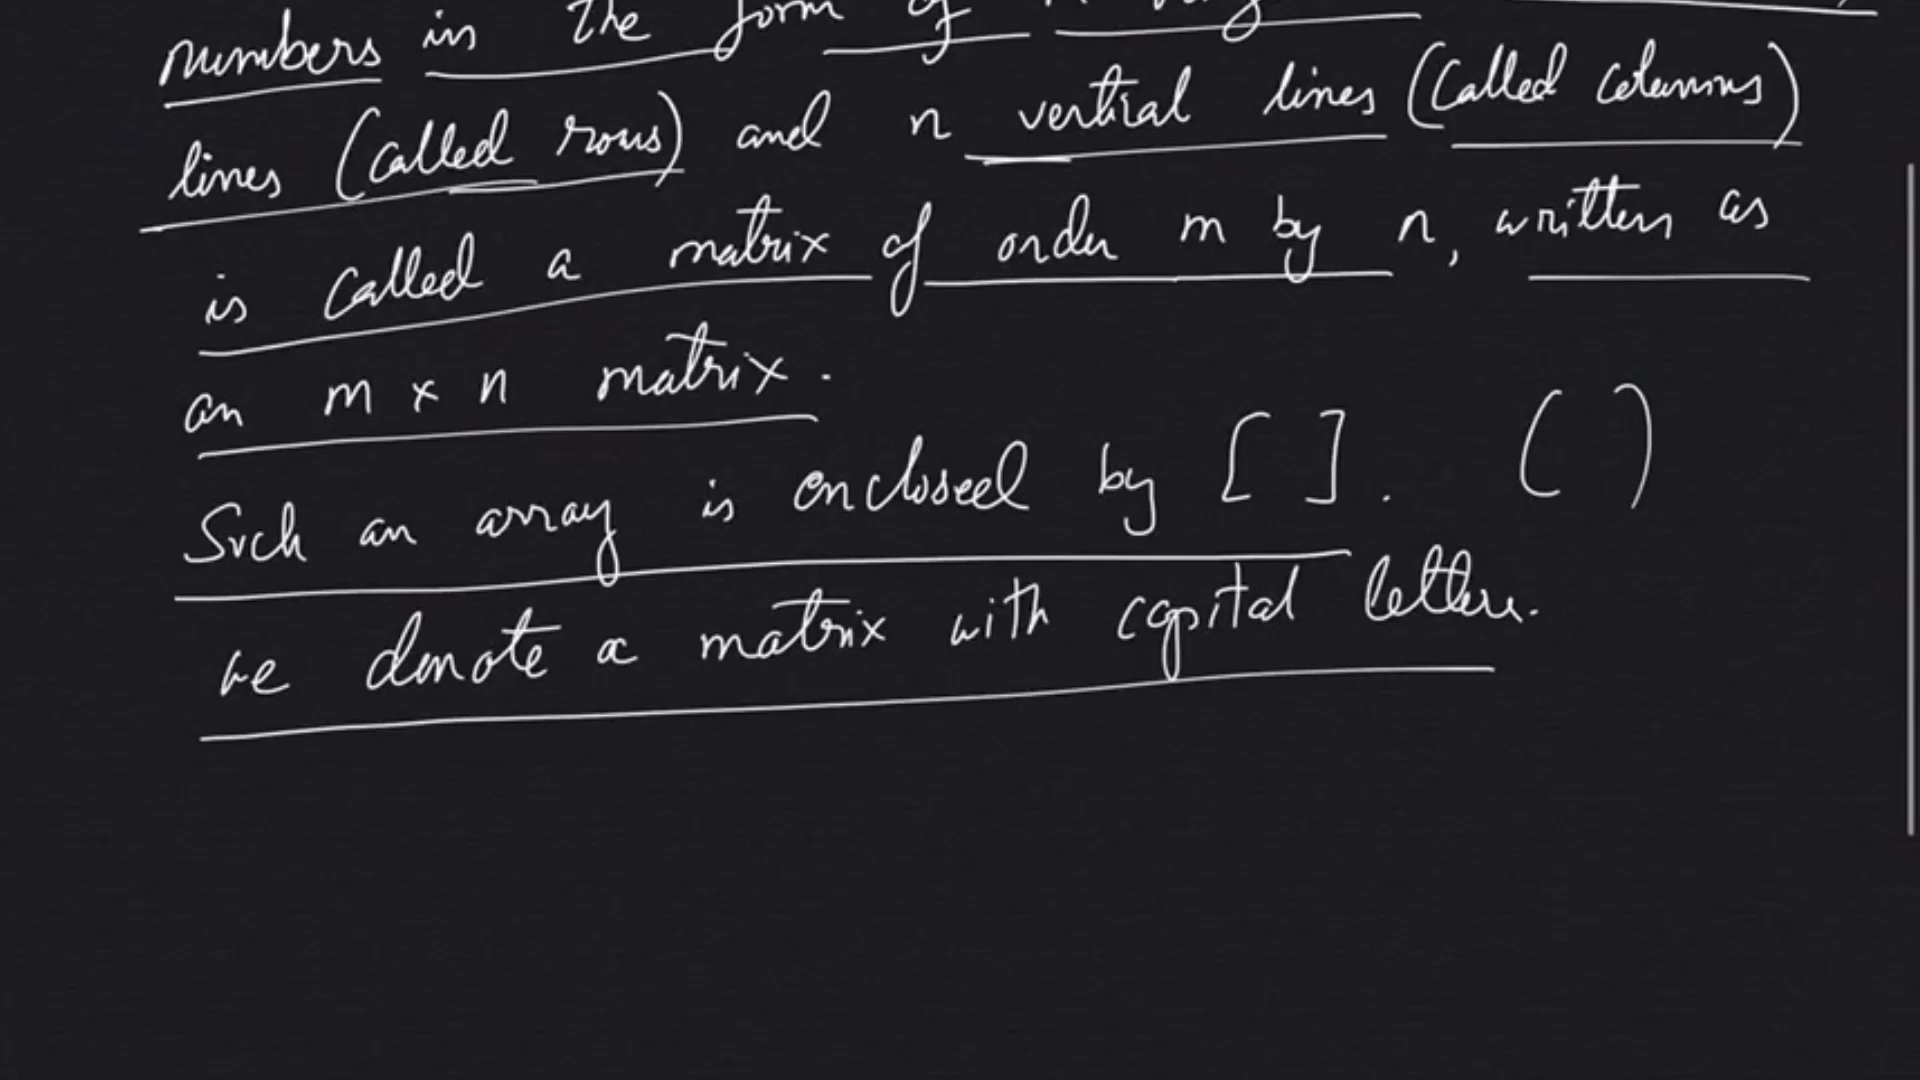 numbers in the form of
lines (called rows) and n vertical lines (called columns)
is called a matrix of order m by n, written as
an m × n matrix.
Such an array is enclosed by [ ]. ( )
we denote a matrix with capital letters.